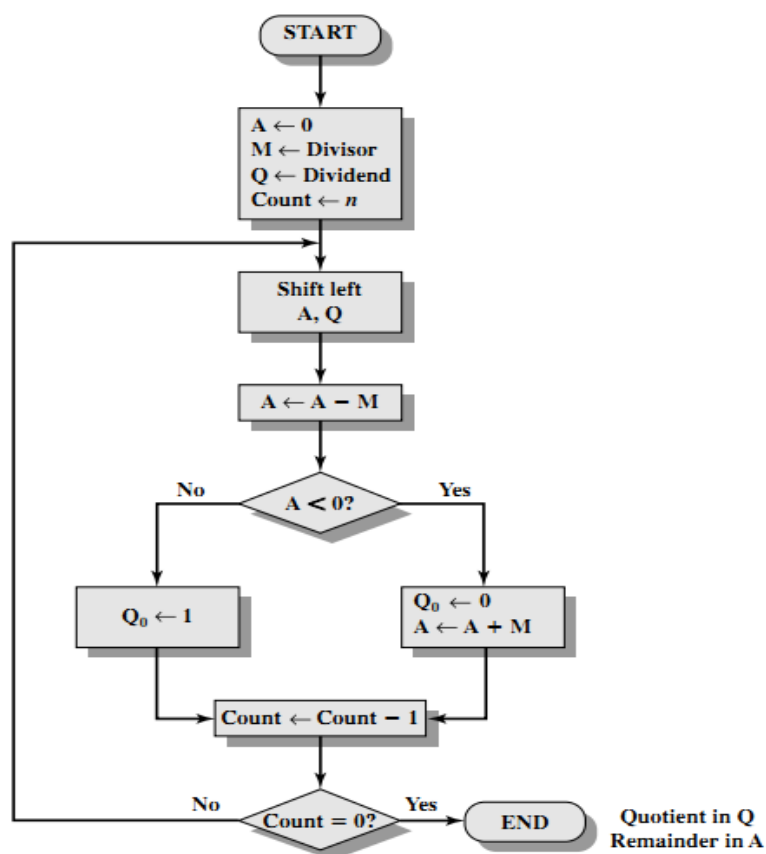 START
A ← 0
M ← Divisor
Q ← Dividend
Count ← n
Shift left
A, Q
A ← A − M
A < 0?
No
Yes
Q₀ ← 1
Q₀ ← 0
A ← A + M
Count ← Count − 1
Count = 0?
No
Yes
END
Quotient in Q
Remainder in A